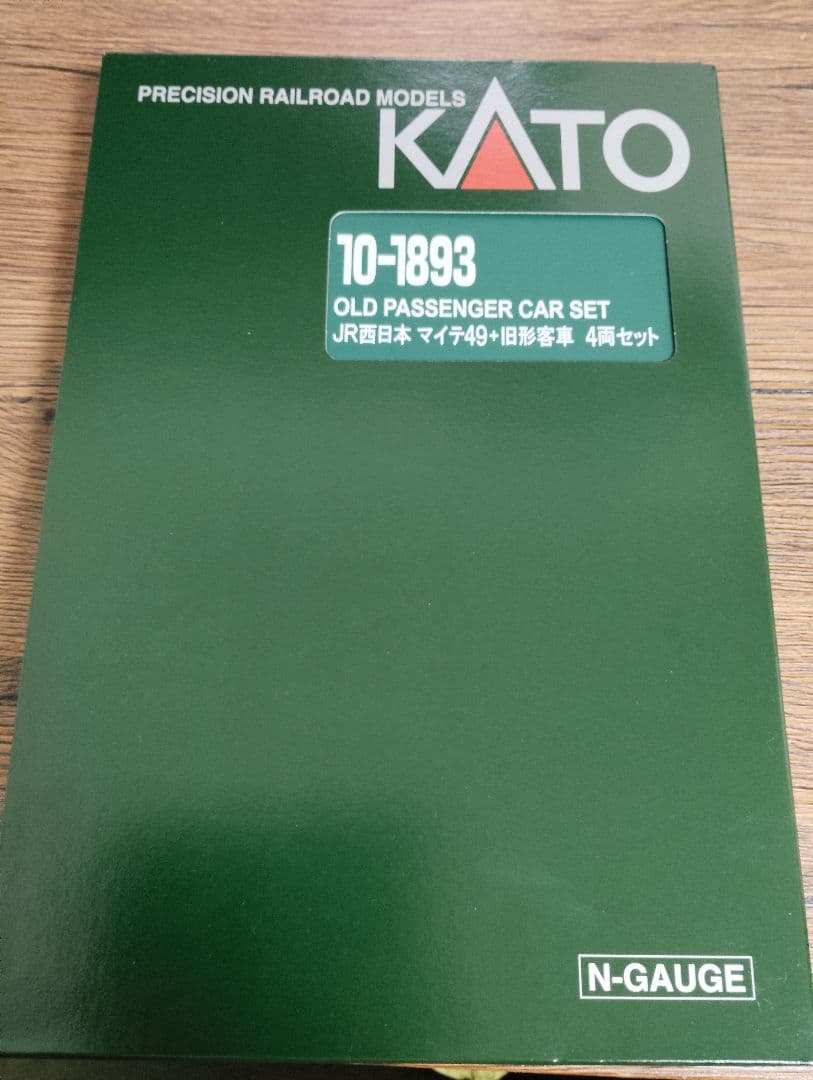 PRECISION RAILROAD MODELS
KATO
10-1893
OLD PASSENGER CAR SET
JR西日本 マイテ49+旧形客車 4両セット
N-GAUGE